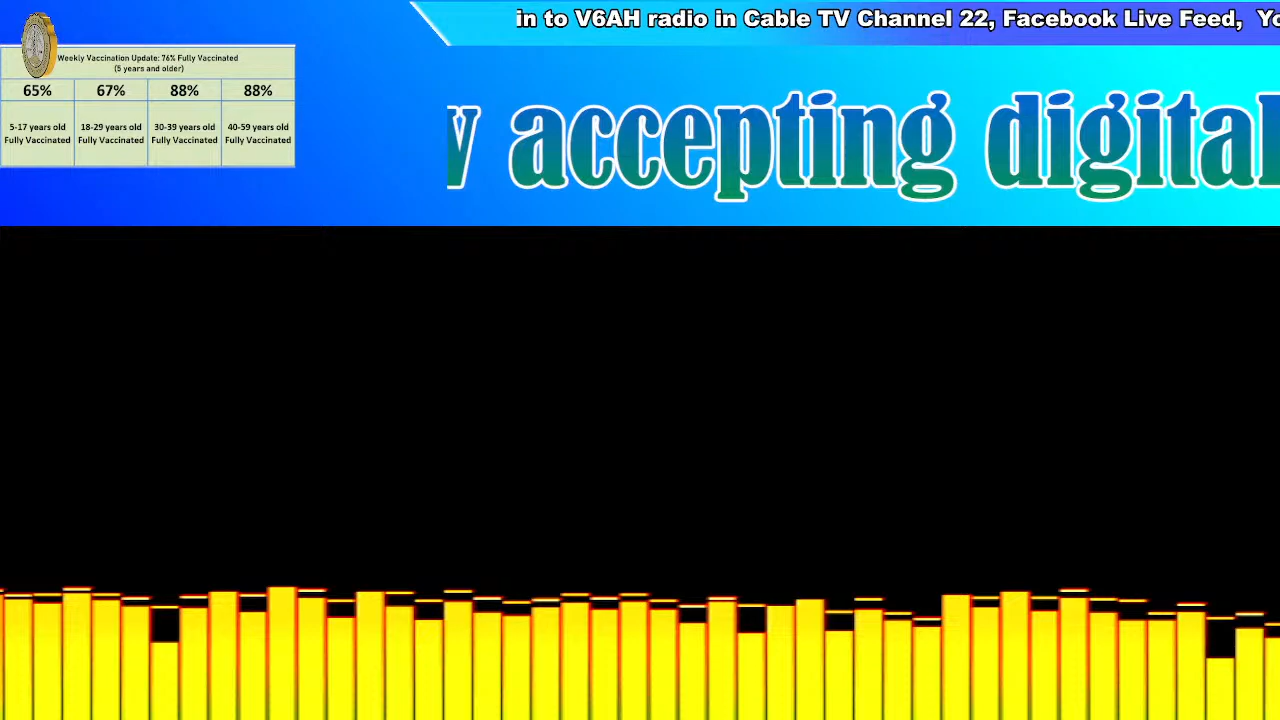 in to V6AH radio in Cable TV Channel 22, Facebook Live Feed, Yo
Weekly Vaccination Update: 76% Fully Vaccinated
(5 years and older)
65% 67% 88% 88%
5-17 years old 18-29 years old 30-39 years old 40-59 years old
Fully Vaccinated Fully Vaccinated Fully Vaccinated Fully Vaccinated
y accepting digital